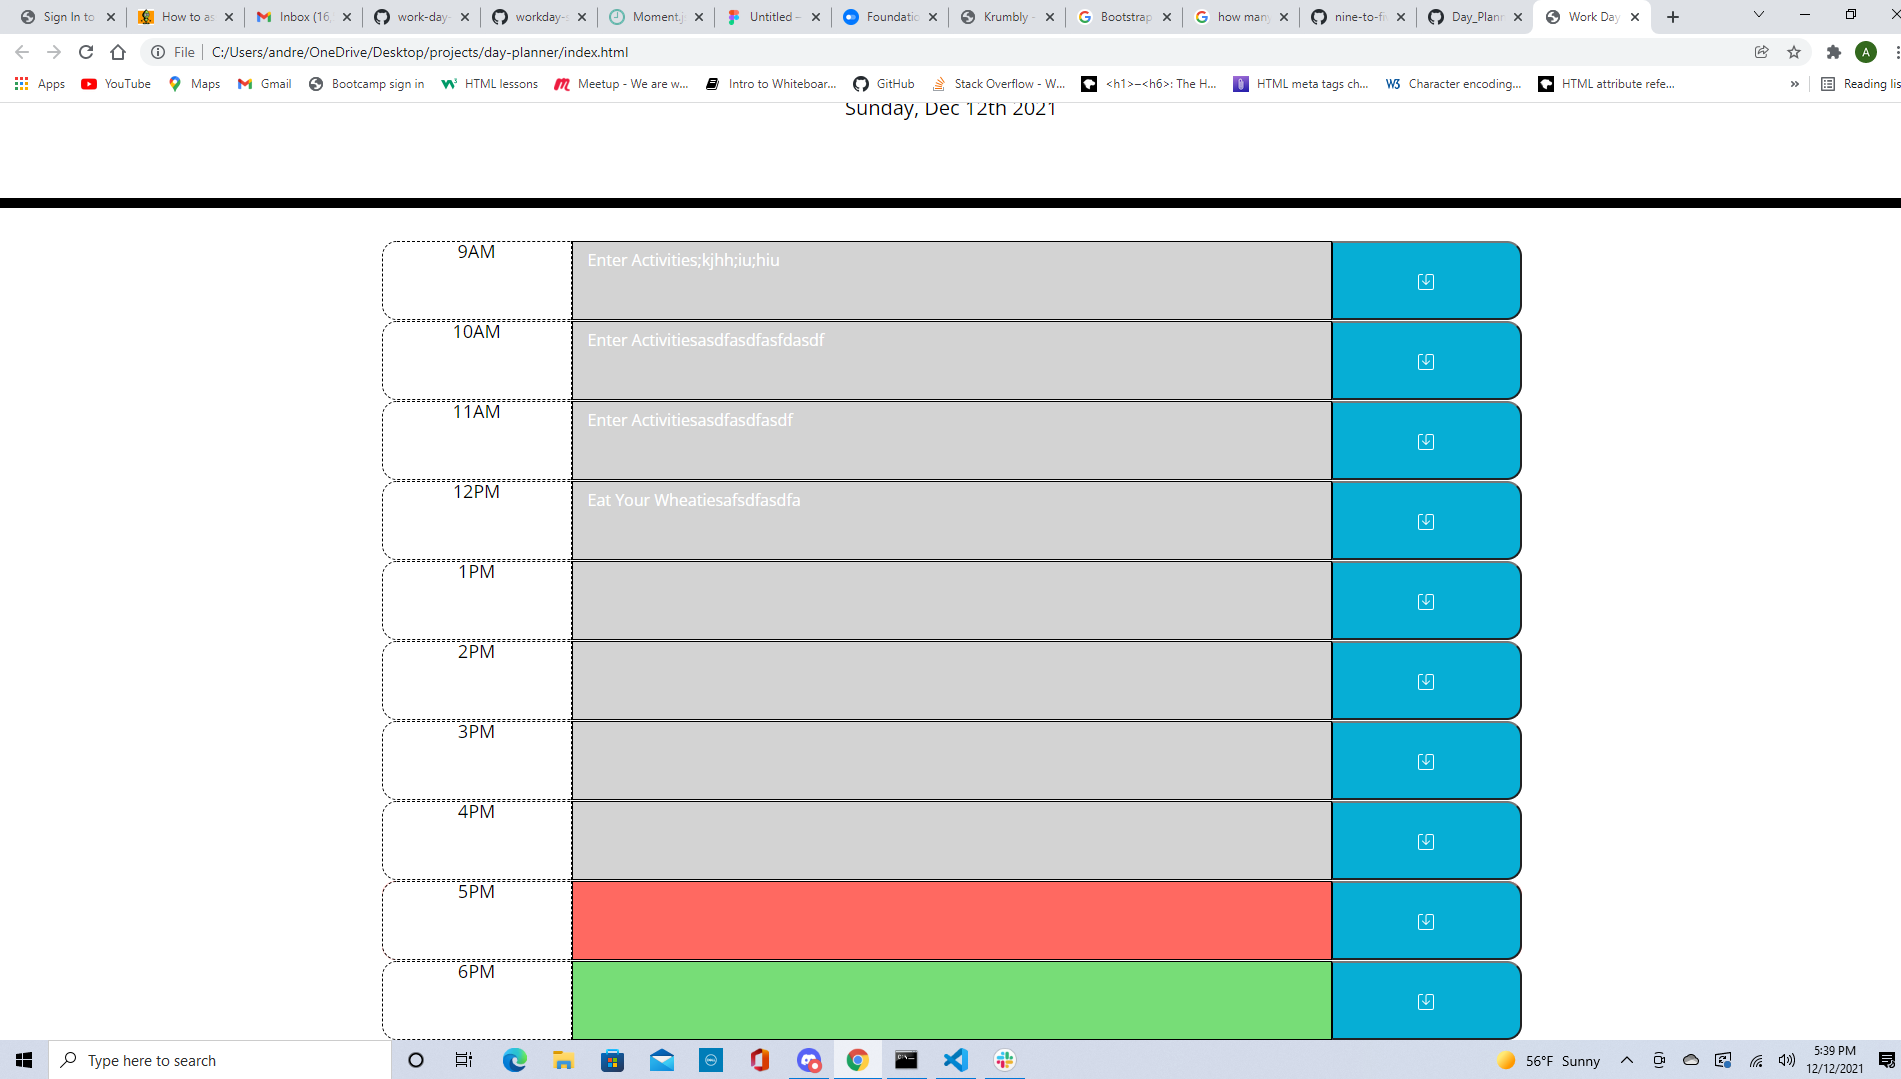 Sign In to How to as Inbox (16, work-day- workday-s Moment.j Untitled – Foundatio Krumbly - Bootstrap how many nine-to-fi Day_Plann Work Day
File C:/Users/andre/OneDrive/Desktop/projects/day-planner/index.html A
Apps YouTube Maps Gmail Bootcamp sign in HTML lessons Meetup - We are w... Intro to Whiteboar... GitHub Stack Overflow - W... <h1>–<h6>: The H... HTML meta tags ch... Character encoding... HTML attribute refe... » Reading lis
Sunday, Dec 12th 2021
9AM Enter Activities;kjhh;iu;hiu
10AM Enter Activitiesasdfasdfasfdasdf
11AM Enter Activitiesasdfasdfasdf
12PM Eat Your Wheatiesafsdfasdfa
1PM
2PM
3PM
4PM
5PM
6PM
Type here to search 56°F Sunny 5:39 PM
12/12/2021